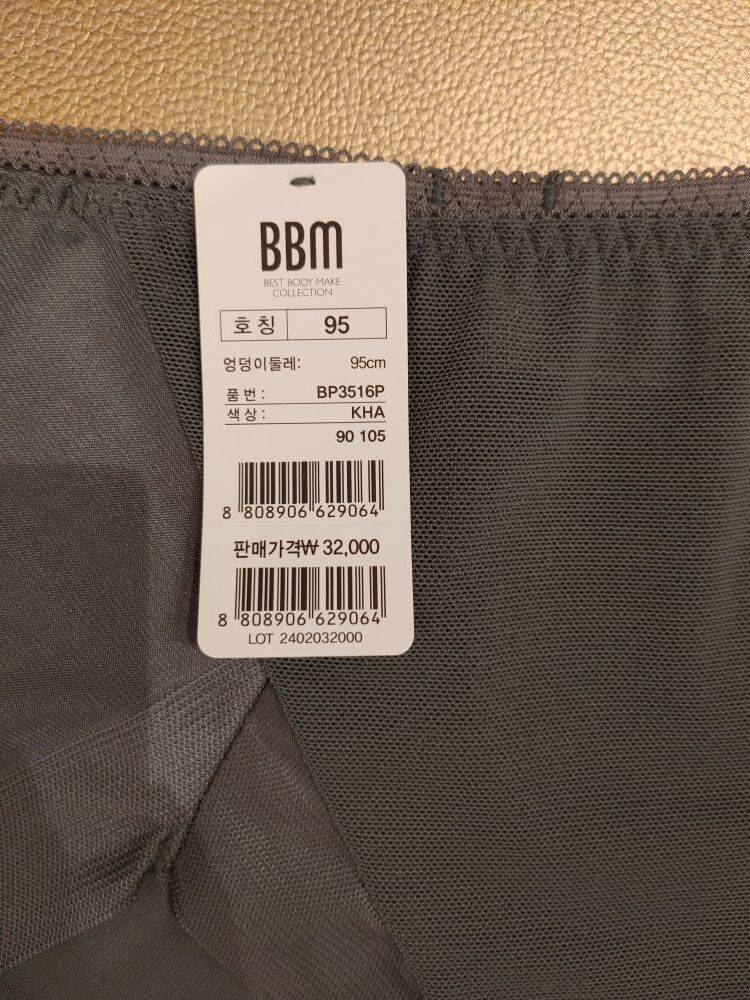 BBM
BEST BODY MAKE
COLLECTION
호칭 95
엉덩이둘레: 95cm
품 번 : BP3516P
색 상 : KHA
90 105
8 808906 629064
판매가격₩ 32,000
8 808906 629064
LOT 2402032000